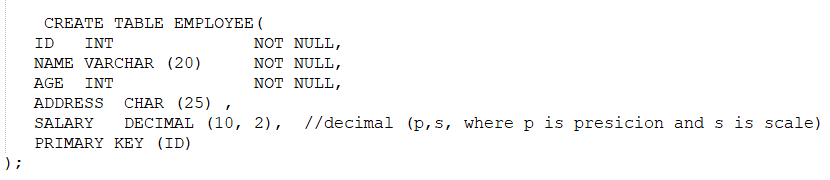 CREATE TABLE EMPLOYEE(
ID   INT              NOT NULL,
NAME VARCHAR (20)     NOT NULL,
AGE  INT              NOT NULL,
ADDRESS  CHAR (25) ,
SALARY   DECIMAL (10, 2),  //decimal (p,s, where p is presicion and s is scale)
PRIMARY KEY (ID)
);